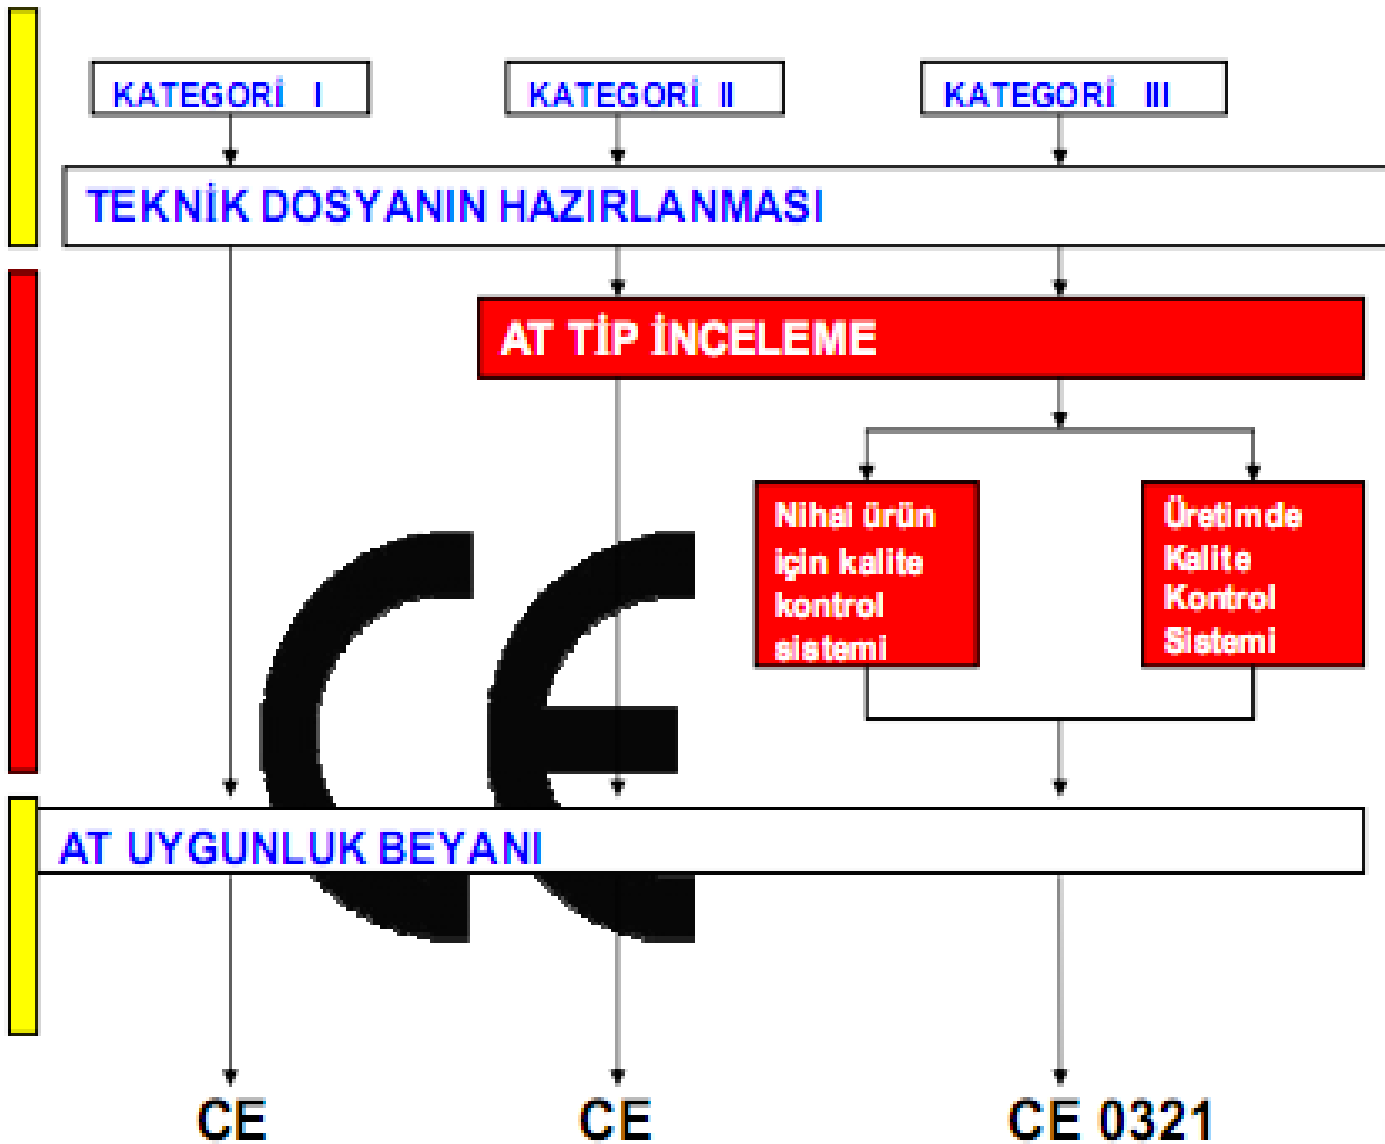 KATEGORİ I
KATEGORİ II
KATEGORİ III
TEKNİK DOSYANIN HAZIRLANMASI
AT TİP İNCELEME
Nihai ürün
için kalite
kontrol
sistemi
Üretimde
Kalite
Kontrol
Sistemi
CE
AT UYGUNLUK BEYANI
CE
CE
CE 0321